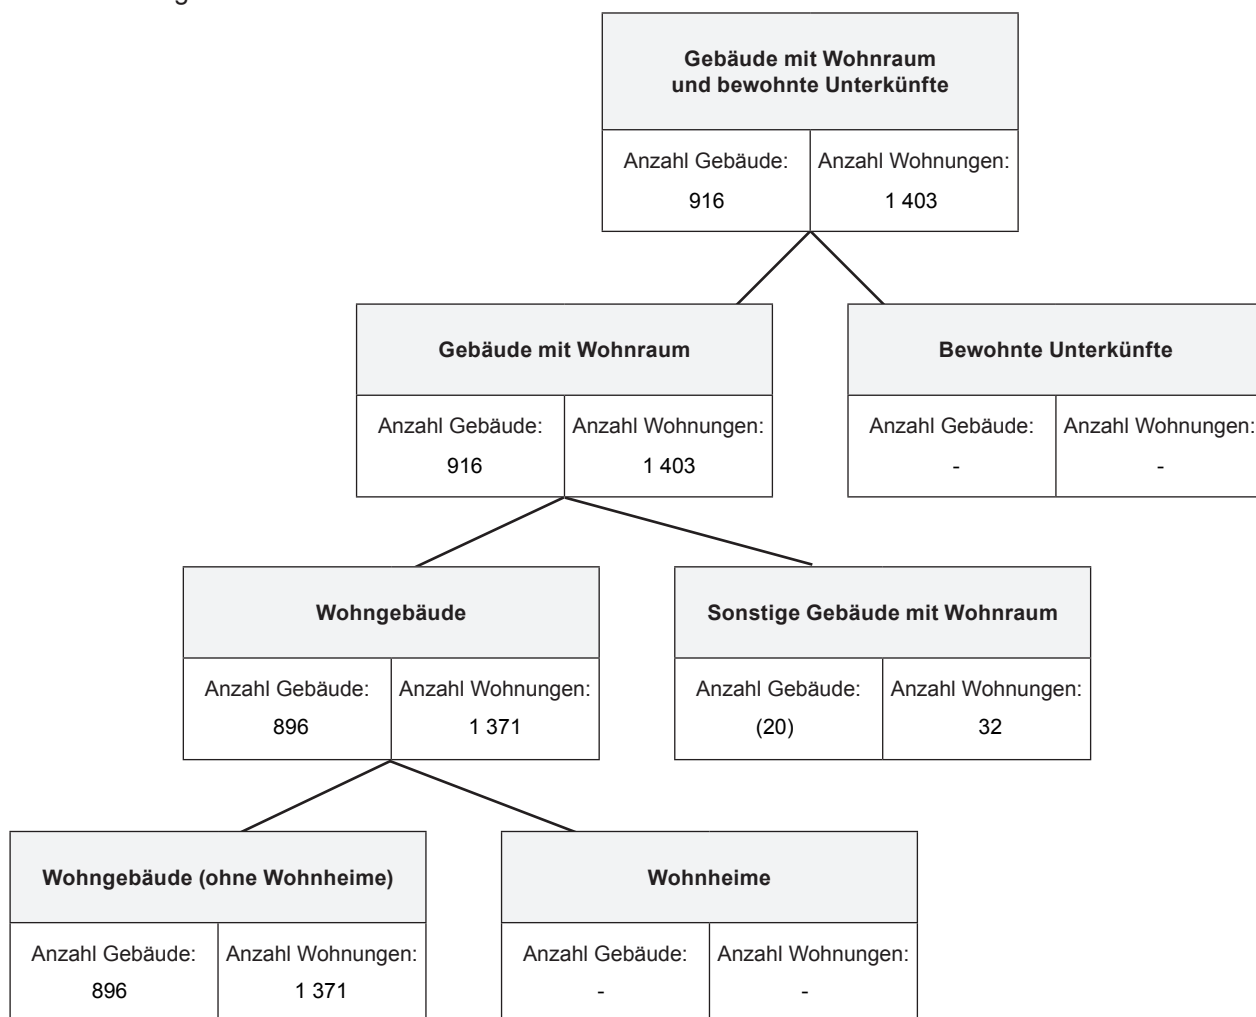 Gebäude mit Wohnraum
und bewohnte Unterkünfte
Anzahl Gebäude: Anzahl Wohnungen:
916 1 403
Gebäude mit Wohnraum
Anzahl Gebäude: Anzahl Wohnungen:
916 1 403
Bewohnte Unterkünfte
Anzahl Gebäude: Anzahl Wohnungen:
- -
Wohngebäude
Anzahl Gebäude: Anzahl Wohnungen:
896 1 371
Sonstige Gebäude mit Wohnraum
Anzahl Gebäude: Anzahl Wohnungen:
(20) 32
Wohngebäude (ohne Wohnheime)
Anzahl Gebäude: Anzahl Wohnungen:
896 1 371
Wohnheime
Anzahl Gebäude: Anzahl Wohnungen:
- -